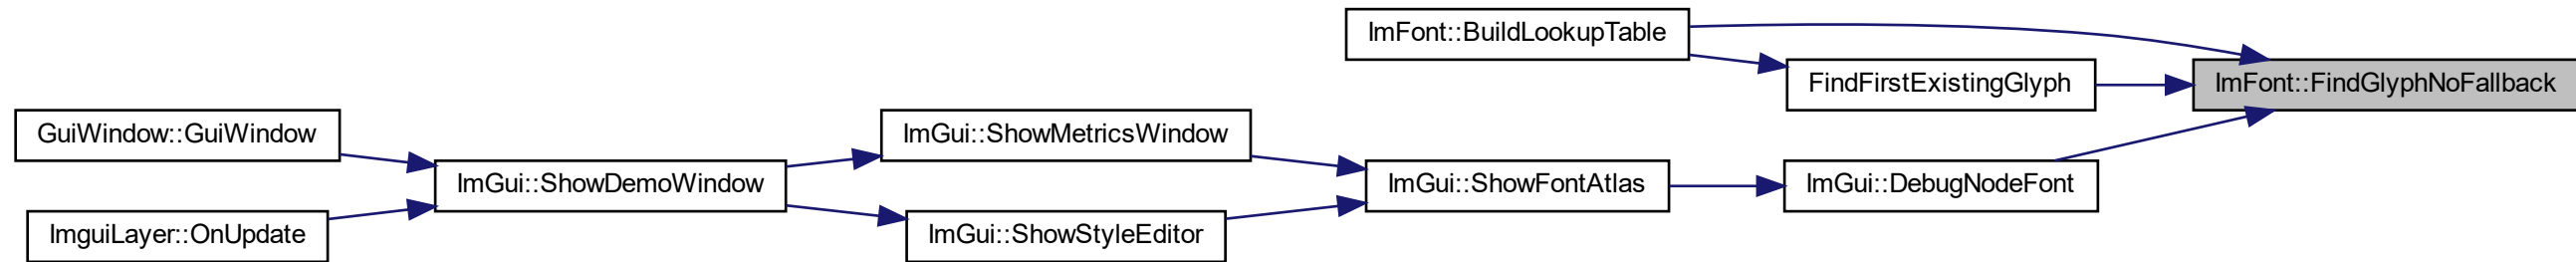 ImFont::BuildLookupTable
FindFirstExistingGlyph
ImFont::FindGlyphNoFallback
GuiWindow::GuiWindow
ImGui::ShowMetricsWindow
ImGui::ShowDemoWindow
ImGui::ShowFontAtlas
ImGui::DebugNodeFont
ImguiLayer::OnUpdate
ImGui::ShowStyleEditor